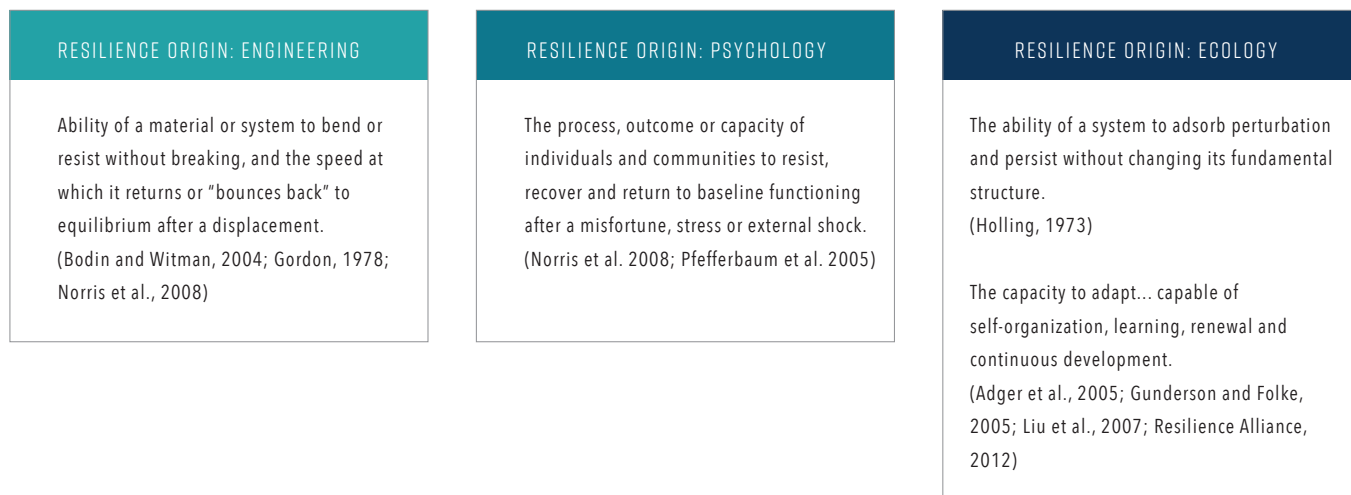 RESILIENCE ORIGIN: ENGINEERING
Ability of a material or system to bend or
resist without breaking, and the speed at
which it returns or "bounces back" to
equilibrium after a displacement.
(Bodin and Witman, 2004; Gordon, 1978;
Norris et al., 2008)
RESILIENCE ORIGIN: PSYCHOLOGY
The process, outcome or capacity of
individuals and communities to resist,
recover and return to baseline functioning
after a misfortune, stress or external shock.
(Norris et al. 2008; Pfefferbaum et al. 2005)
RESILIENCE ORIGIN: ECOLOGY
The ability of a system to adsorb perturbation
and persist without changing its fundamental
structure.
(Holling, 1973)
The capacity to adapt... capable of
self-organization, learning, renewal and
continuous development.
(Adger et al., 2005; Gunderson and Folke,
2005; Liu et al., 2007; Resilience Alliance,
2012)